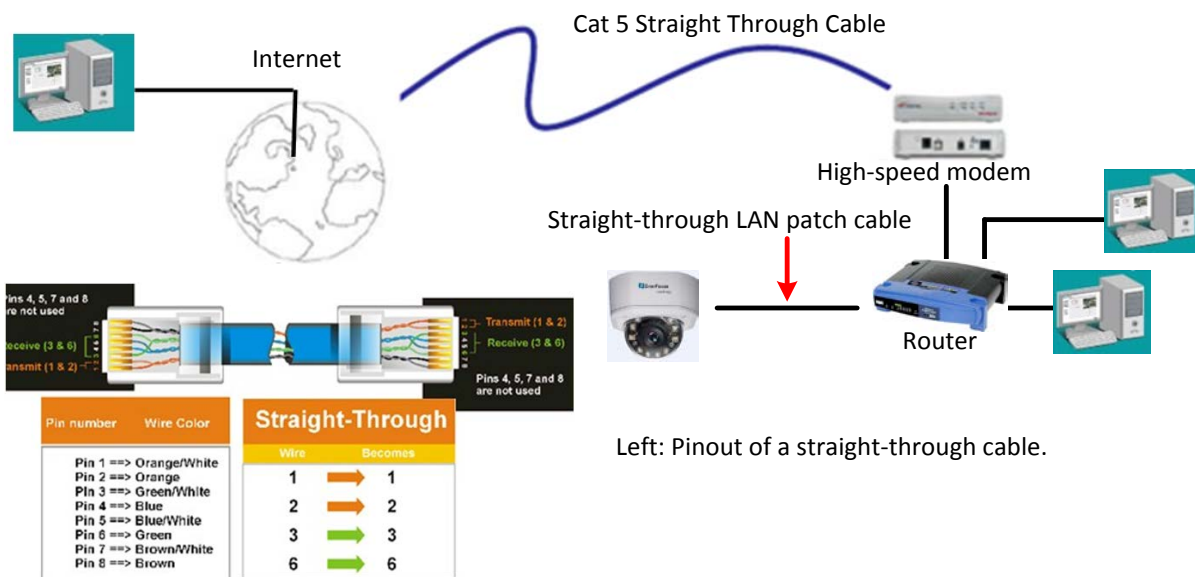 Cat 5 Straight Through Cable
Internet
High-speed modem
Straight-through LAN patch cable
Router
Pins 4, 5, 7 and 8
are not used
Receive (3 & 6)
Transmit (1 & 2)
Transmit (1 & 2)
Receive (3 & 6)
Pins 4, 5, 7 and 8
are not used
Pin number Wire Color
Pin 1 ==> Orange/White
Pin 2 ==> Orange
Pin 3 ==> Green/White
Pin 4 ==> Blue
Pin 5 ==> Blue/White
Pin 6 ==> Green
Pin 7 ==> Brown/White
Pin 8 ==> Brown
Straight-Through
Wire Becomes
1 1
2 2
3 3
6 6
Left: Pinout of a straight-through cable.